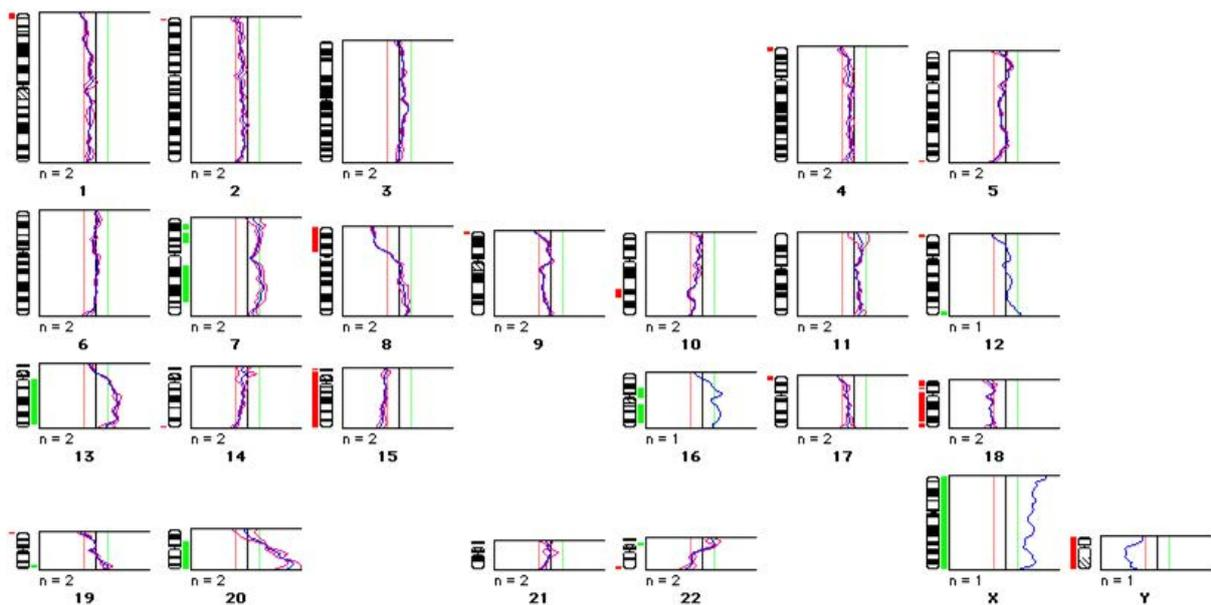 n = 2 n = 2 n = 2 n = 2 n = 2
1 2 3 4 5
n = 2 n = 2 n = 2 n = 2 n = 2 n = 2 n = 1
6 7 8 9 10 11 12
n = 2 n = 2 n = 2 n = 1 n = 2 n = 2
13 14 15 16 17 18
n = 2 n = 2 n = 2 n = 2 n = 1 n = 1
19 20 21 22 X Y